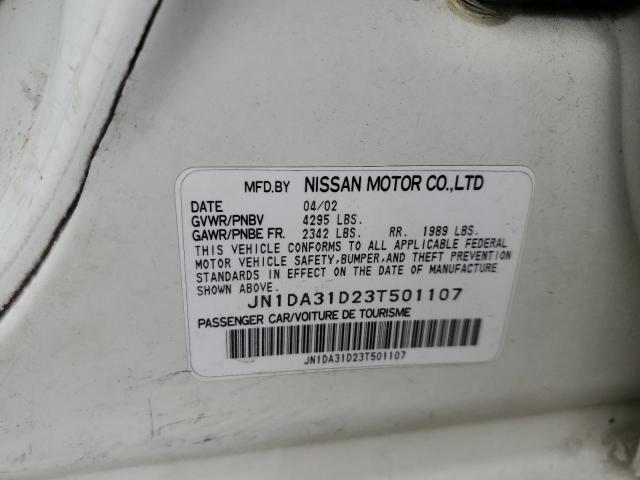 MFD.BY NISSAN MOTOR CO.,LTD
DATE 04/02
GVWR/PNBV 4295 LBS.
GAWR/PNBE FR. 2342 LBS. RR. 1989 LBS.
THIS VEHICLE CONFORMS TO ALL APPLICABLE FEDERAL
MOTOR VEHICLE SAFETY,BUMPER,AND THEFT PREVENTION
STANDARDS IN EFFECT ON THE DATE OF MANUFACTURE
SHOWN ABOVE.
JN1DA31D23T501107
PASSENGER CAR/VOITURE DE TOURISME
JN1DA31D23T501107